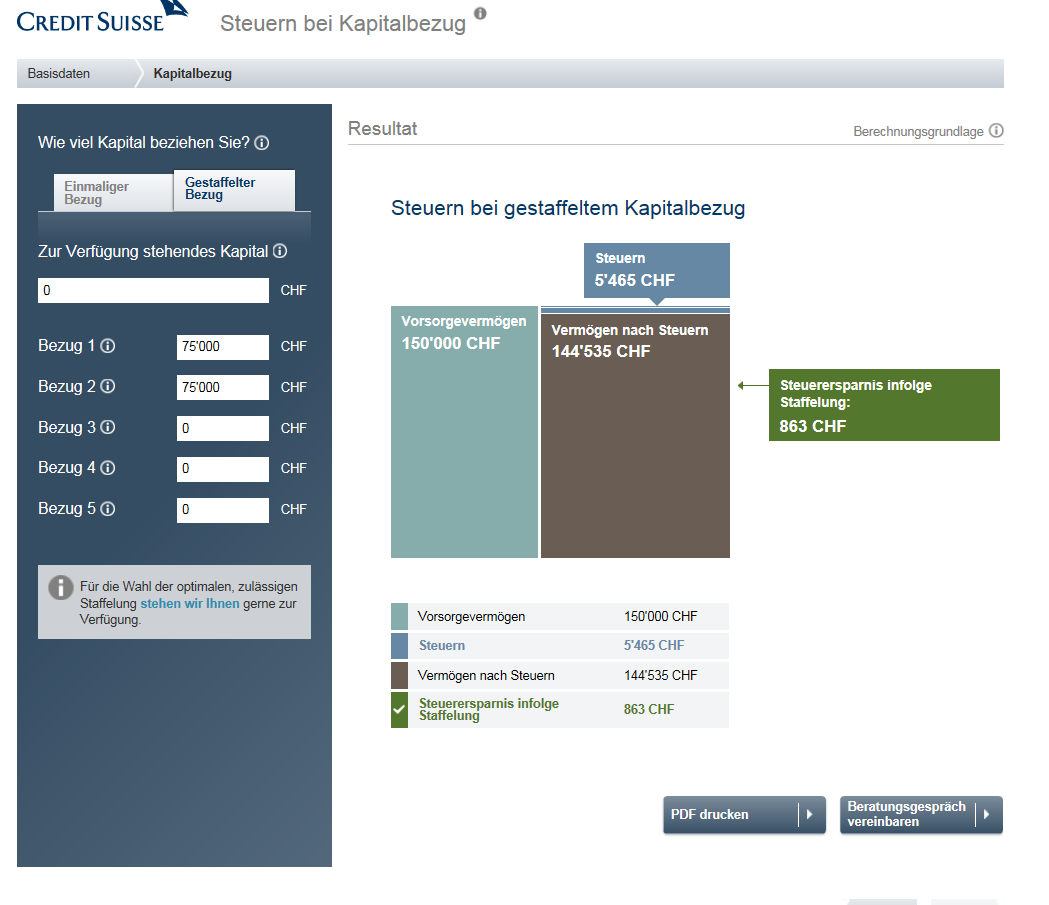 CREDIT SUISSE
Steuern bei Kapitalbezug
Basisdaten
Kapitalbezug
Wie viel Kapital beziehen Sie?
Einmaliger
Bezug
Gestaffelter
Bezug
Zur Verfügung stehendes Kapital
0 CHF
Bezug 1 75'000 CHF
Bezug 2 75'000 CHF
Bezug 3 0 CHF
Bezug 4 0 CHF
Bezug 5 0 CHF
Für die Wahl der optimalen, zulässigen
Staffelung stehen wir Ihnen gerne zur
Verfügung.
Resultat
Berechnungsgrundlage
Steuern bei gestaffeltem Kapitalbezug
Steuern
5'465 CHF
Vorsorgevermögen
150'000 CHF
Vermögen nach Steuern
144'535 CHF
Steuerersparnis infolge
Staffelung:
863 CHF
Vorsorgevermögen 150'000 CHF
Steuern 5'465 CHF
Vermögen nach Steuern 144'535 CHF
Steuerersparnis infolge
Staffelung 863 CHF
PDF drucken
Beratungsgespräch
vereinbaren